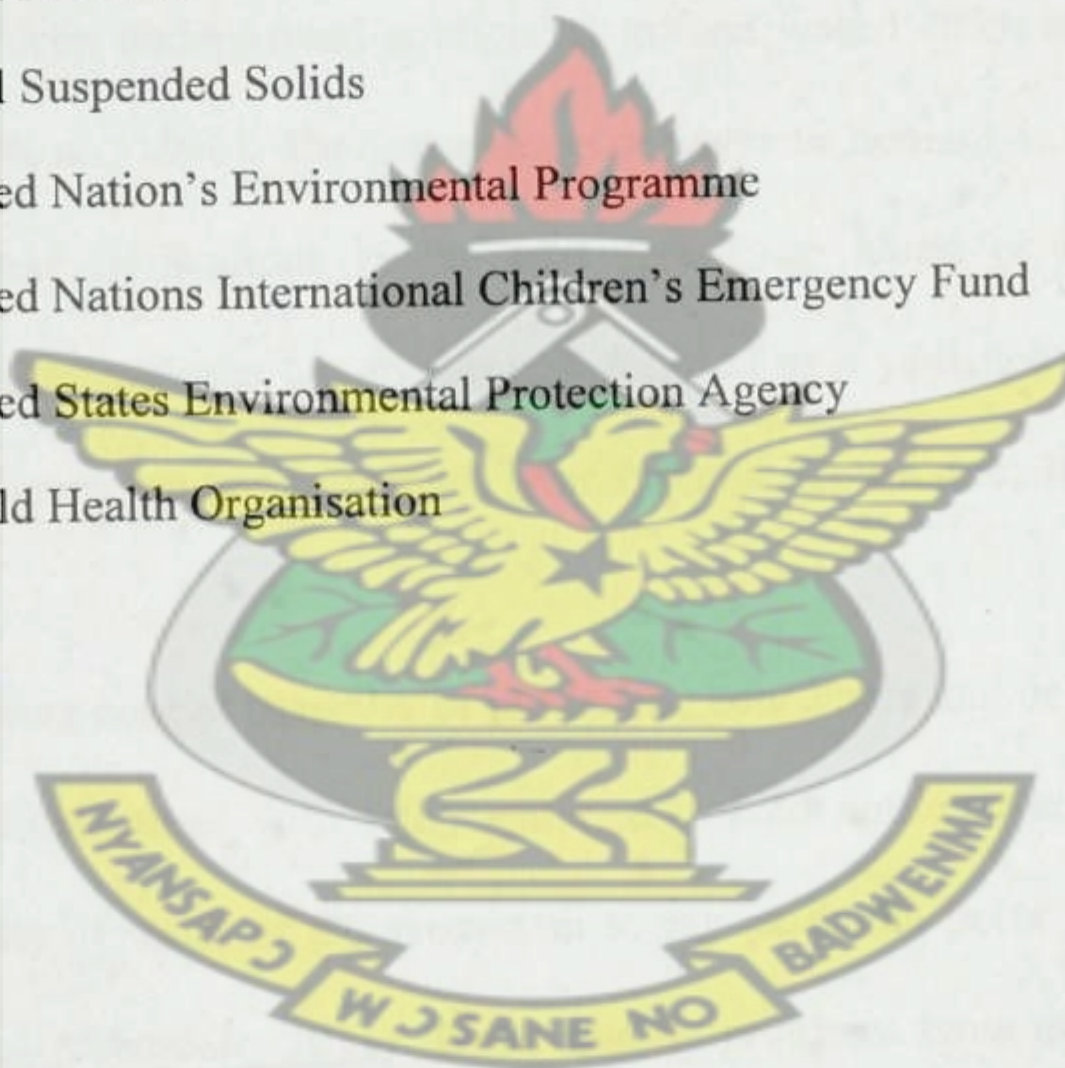 Suspended Solids
ed Nation's Environmental Programme
ed Nations International Children's Emergency Fund
ed States Environmental Protection Agency
ld Health Organisation
NYANSAPƆ
WƆSANE NO
BADWENMA